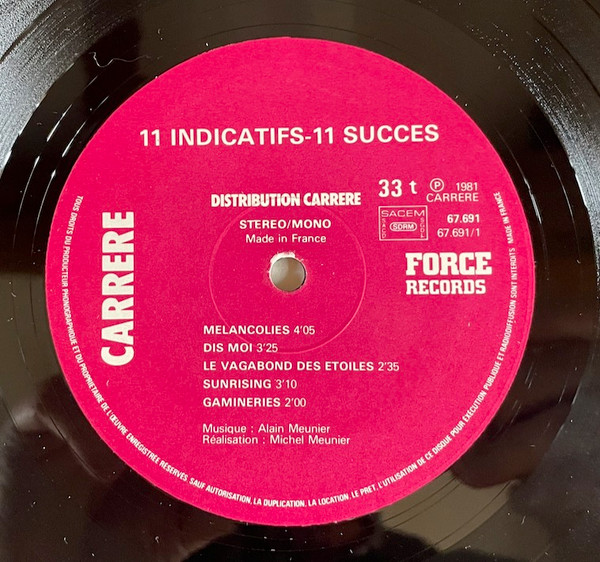 11 INDICATIFS-11 SUCCES
DISTRIBUTION CARRERE
STEREO/MONO
Made in France
33 t Ⓟ 1981
CARRERE
SACEM
SDRM
67.691
67.691/1
FORCE
RECORDS
CARRERE
MELANCOLIES 4'05
DIS MOI 3'25
LE VAGABOND DES ETOILES 2'35
SUNRISING 3'10
GAMINERIES 2'00
Musique : Alain Meunier
Réalisation : Michel Meunier
TOUS DROITS DU PRODUCTEUR PHONOGRAPHIQUE ET DU PROPRIETAIRE DE L'ŒUVRE ENREGISTREE RESERVES. SAUF AUTORISATION, LA DUPLICATION, LA LOCATION, LE PRET, L'UTILISATION DE CE DISQUE POUR EXÉCUTION PUBLIQUE ET RADIODIFFUSION SONT INTERDITS MADE IN FRANCE